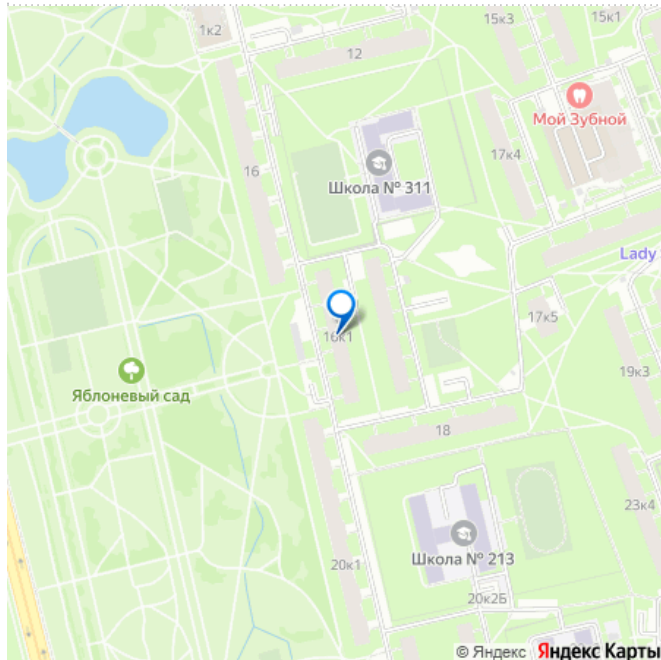 1к2
12
15к3
15к1
Мой Зубной
17к4
16
Школа № 311
Lady
17к5
16к1
19к3
Яблоневый сад
18
23к4
Школа № 213
20к1
20к2Б
© Яндекс Яндекс Карты